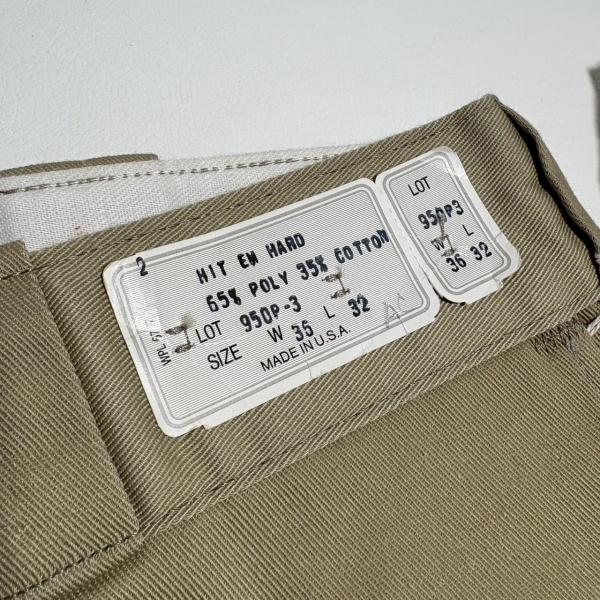 2
HIT EM HARD
65% POLY 35% COTTON
LOT 950P-3
SIZE W 36 L 32
MADE IN U.S.A.
LOT
950P3
W L
36 32